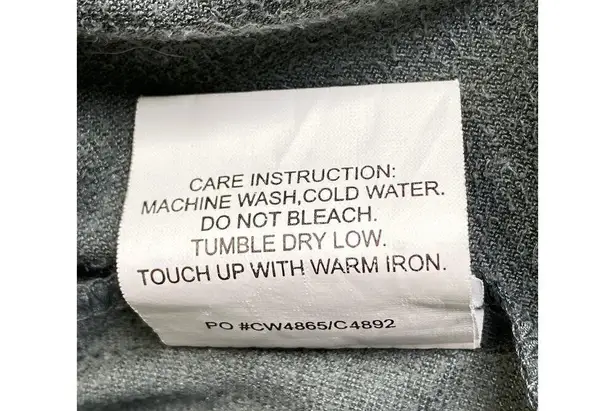 CARE INSTRUCTION:
MACHINE WASH,COLD WATER.
DO NOT BLEACH.
TUMBLE DRY LOW.
TOUCH UP WITH WARM IRON.
PO #CW4865/C4892